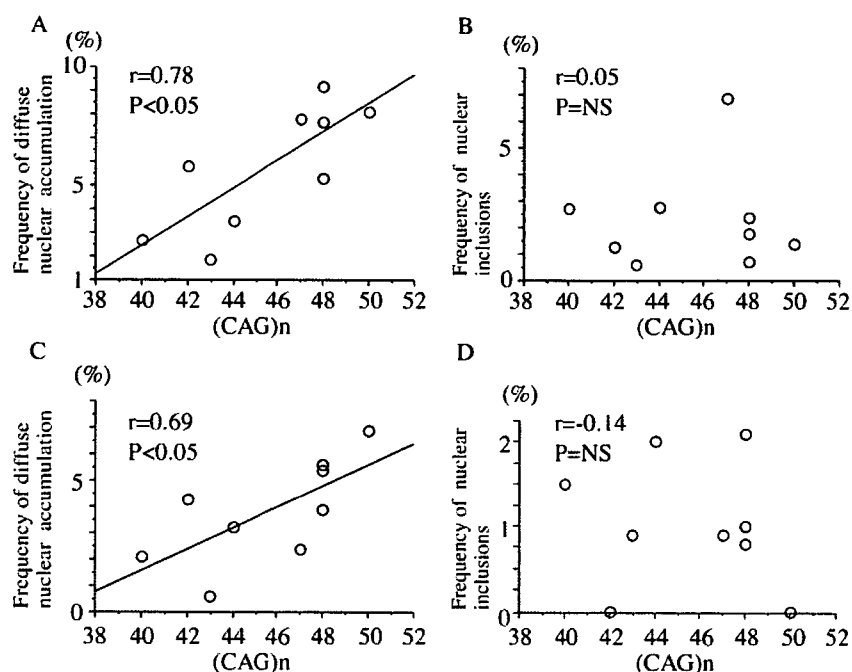 A
(%)
r=0.78
P<0.05
10
5
1
Frequency of diffuse
nuclear accumulation
38 40 42 44 46 48 50 52
(CAG)n
B
(%)
r=0.05
P=NS
5
0
Frequency of nuclear
inclusions
38 40 42 44 46 48 50 52
(CAG)n
C
(%)
r=0.69
P<0.05
5
0
Frequency of diffuse
nuclear accumulation
38 40 42 44 46 48 50 52
(CAG)n
D
(%)
r=-0.14
P=NS
2
1
0
Frequency of nuclear
inclusions
38 40 42 44 46 48 50 52
(CAG)n